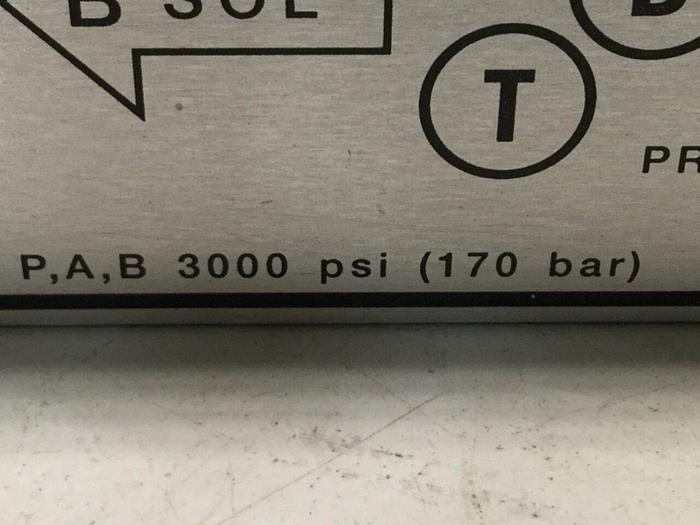 B SOL
T
PR
P,A,B 3000 psi (170 bar)